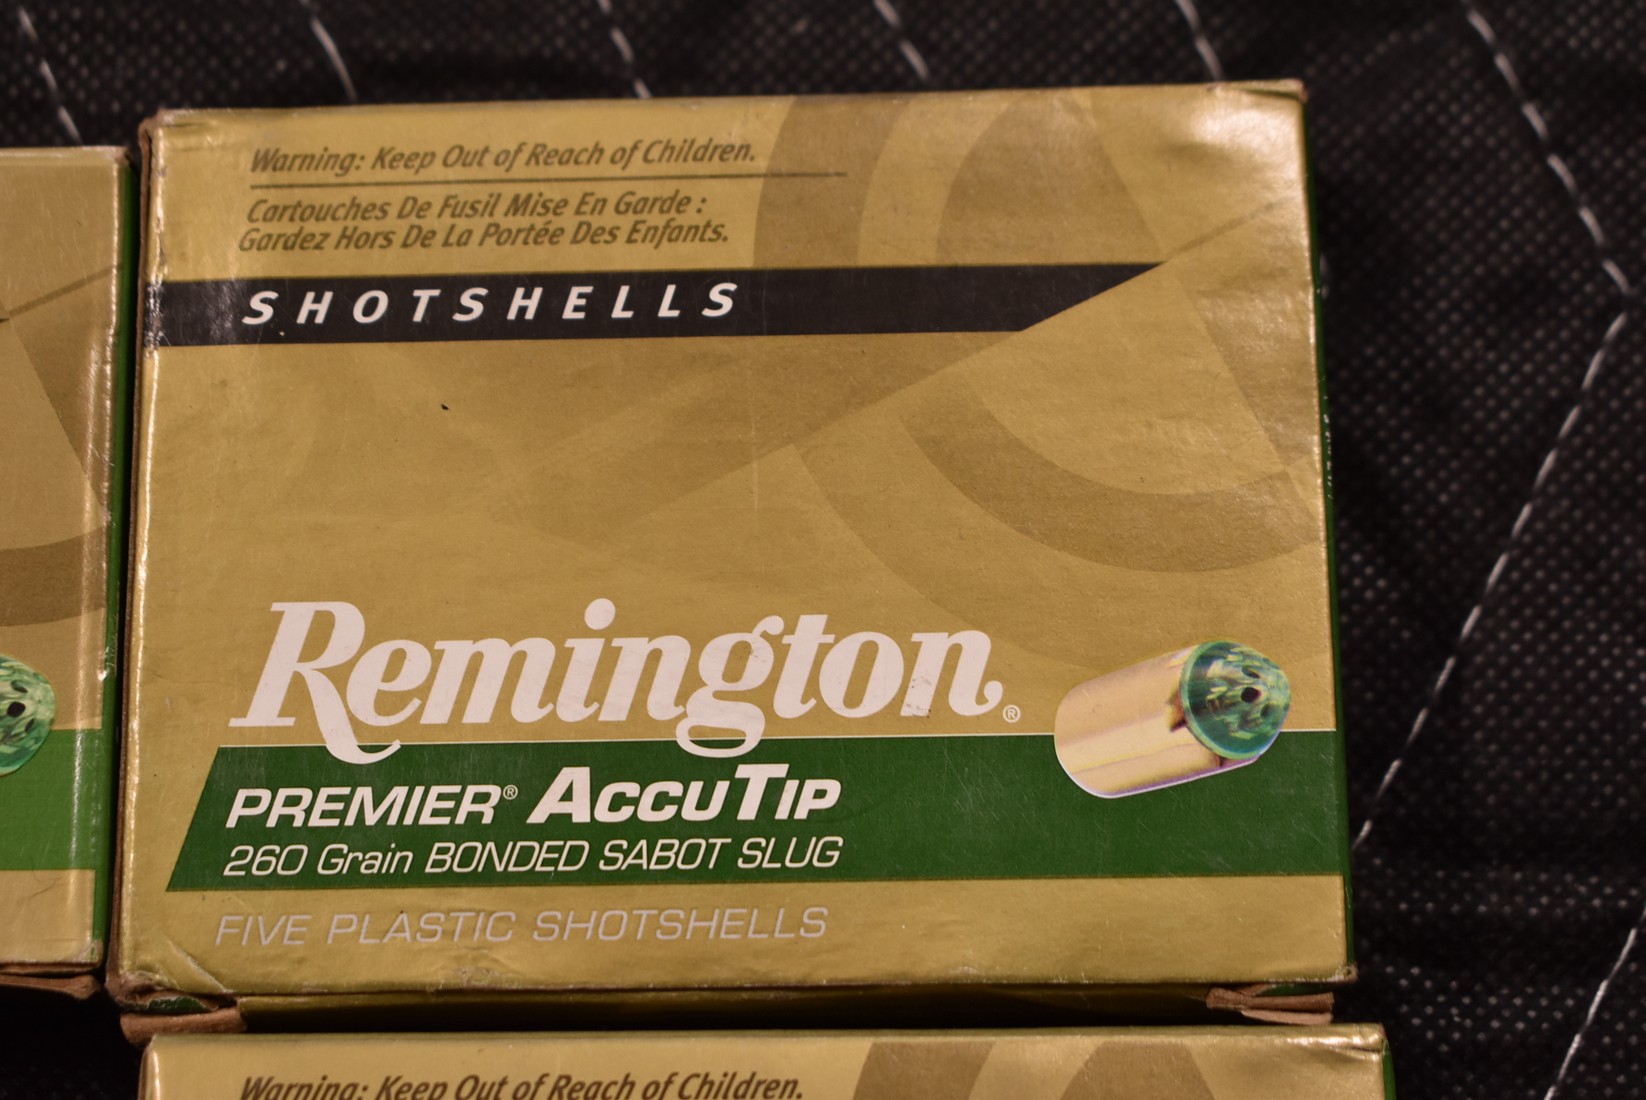 Warning: Keep Out of Reach of Children.
Cartouches De Fusil Mise En Garde :
Gardez Hors De La Portée Des Enfants.
SHOTSHELLS
Remington®
PREMIER® ACCUTIP
260 Grain BONDED SABOT SLUG
FIVE PLASTIC SHOTSHELLS
Warning: Keep Out of Reach of Children.